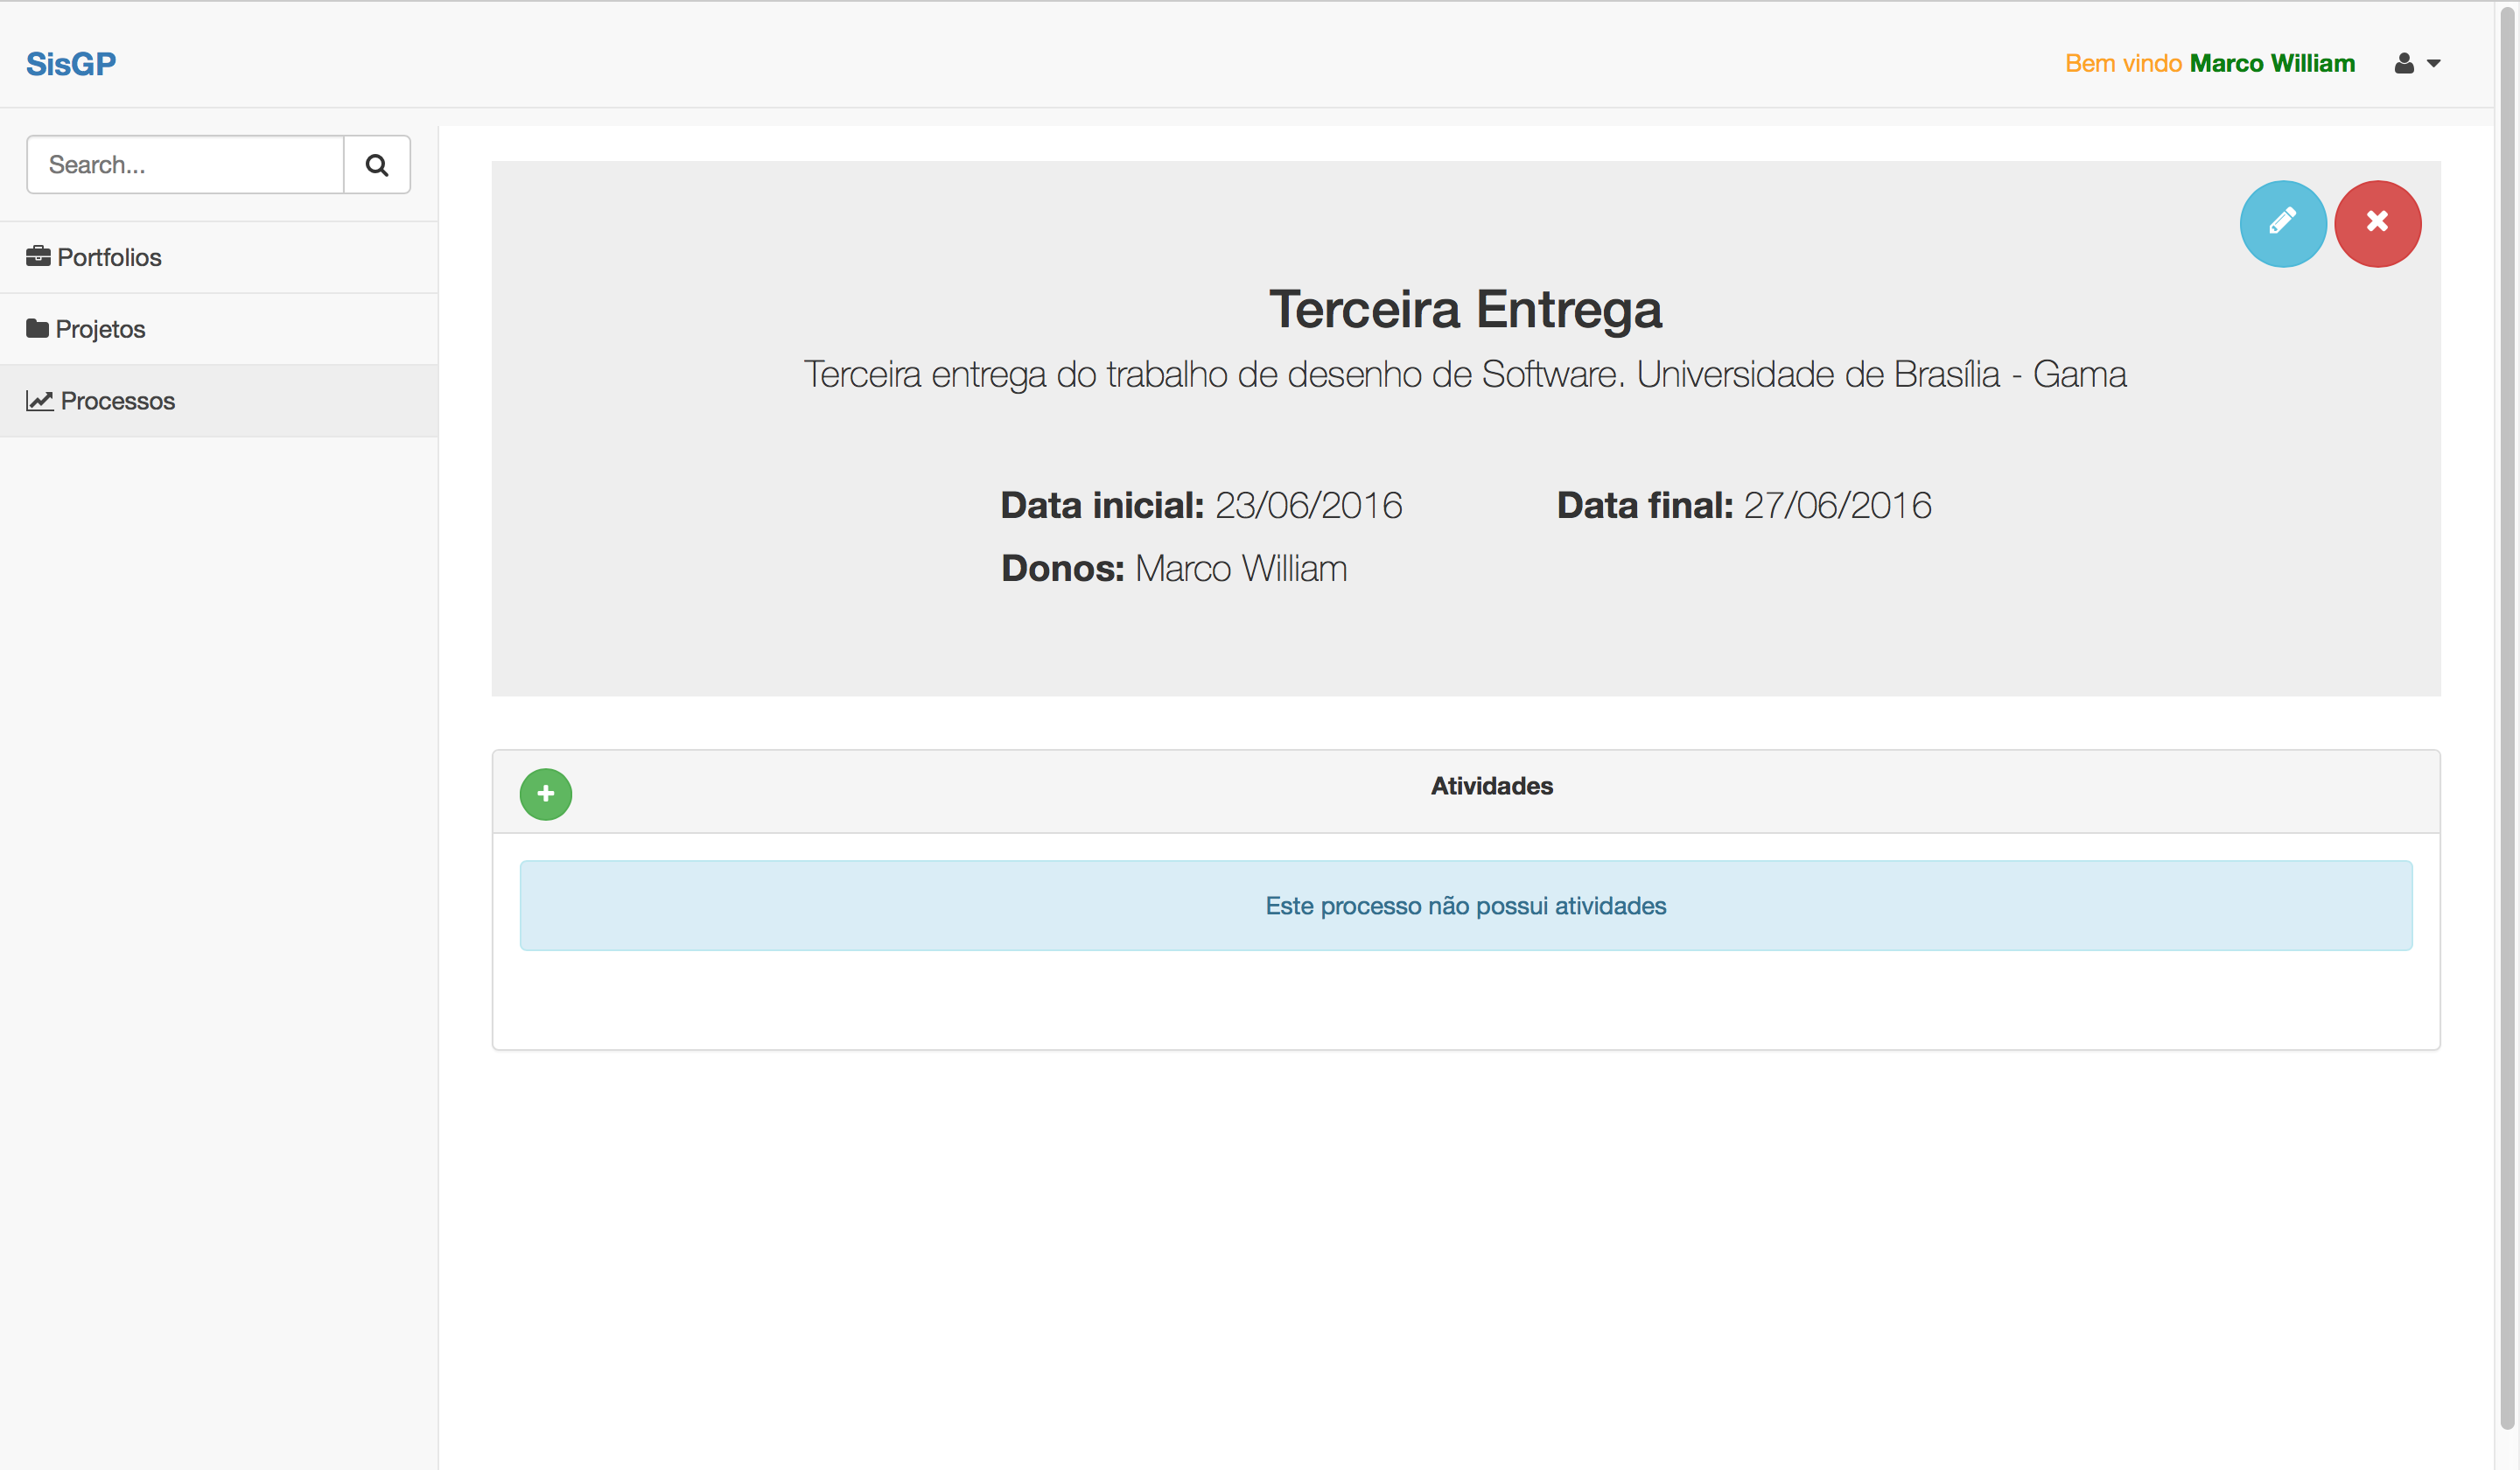 SisGP
Bem vindo Marco William
Search...
Portfolios
Projetos
Processos
Terceira Entrega
Terceira entrega do trabalho de desenho de Software. Universidade de Brasília - Gama
Data inicial: 23/06/2016
Data final: 27/06/2016
Donos: Marco William
Atividades
Este processo não possui atividades